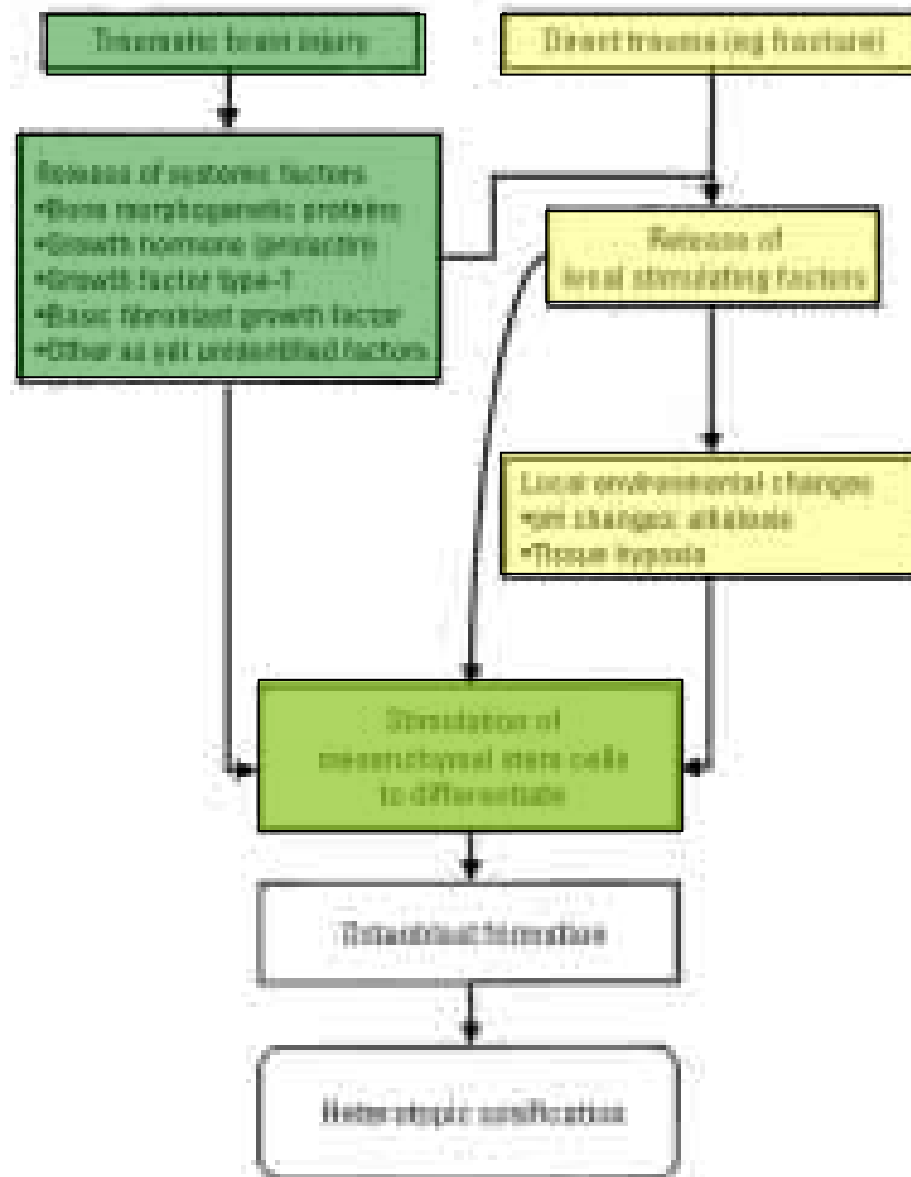 Traumatic brain injury
Direct trauma (eg fracture)
Release of systemic factors
•Bone morphogenetic proteins
•Growth hormone (prolactin)
•Growth factor type-1
•Basic fibroblast growth factor
•Other as yet unidentified factors
Release of
local stimulating factors
Local environmental changes
•pH changes: alkalosis
•Tissue hypoxia
Stimulation of
mesenchymal stem cells
to differentiate
Osteoblast formation
Heterotopic ossification